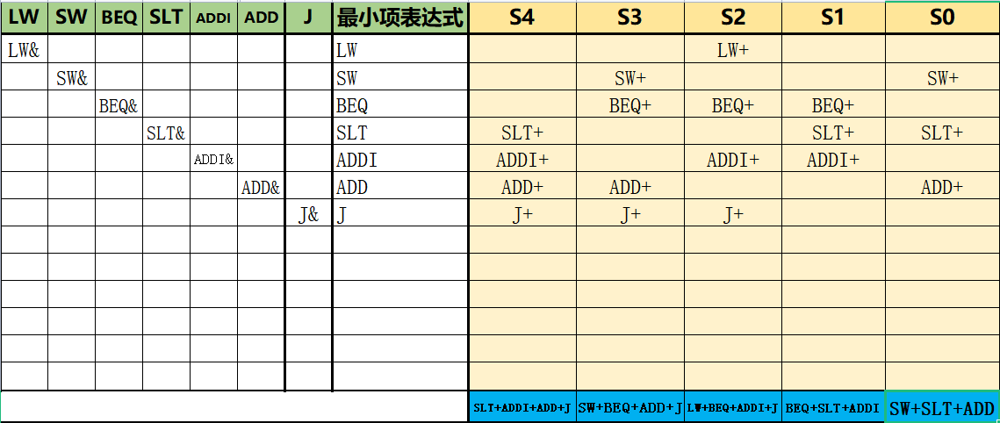 LW SW BEQ SLT ADDI ADD J 最小项表达式 S4 S3 S2 S1 S0
LW& LW LW+
SW& SW SW+ SW+
BEQ& BEQ BEQ+ BEQ+ BEQ+
SLT& SLT SLT+ SLT+ SLT+
ADDI& ADDI ADDI+ ADDI+ ADDI+
ADD& ADD ADD+ ADD+ ADD+
J& J J+ J+ J+
SLT+ADDI+ADD+J SW+BEQ+ADD+J LW+BEQ+ADDI+J BEQ+SLT+ADDI SW+SLT+ADD